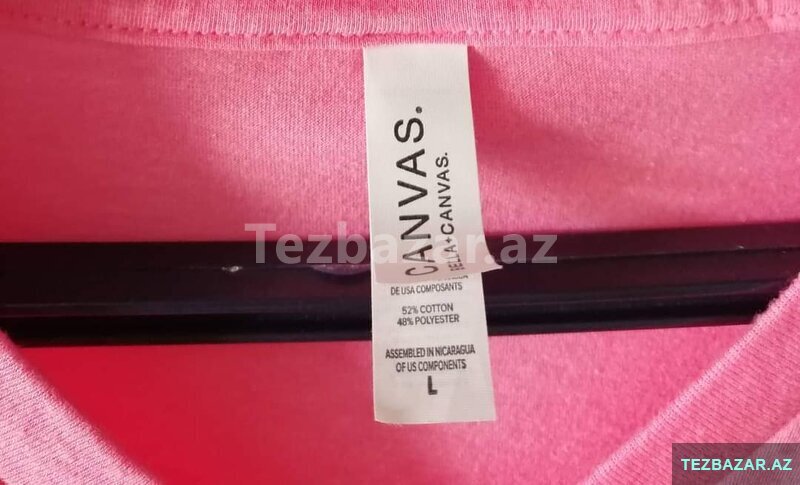 CANVAS.
BELLA+CANVAS.
Tezbazar.az
DE USA COMPOSANTS
52% COTTON
48% POLYESTER
ASSEMBLED IN NICARAGUA
OF US COMPONENTS
L
TEZBAZAR.AZ